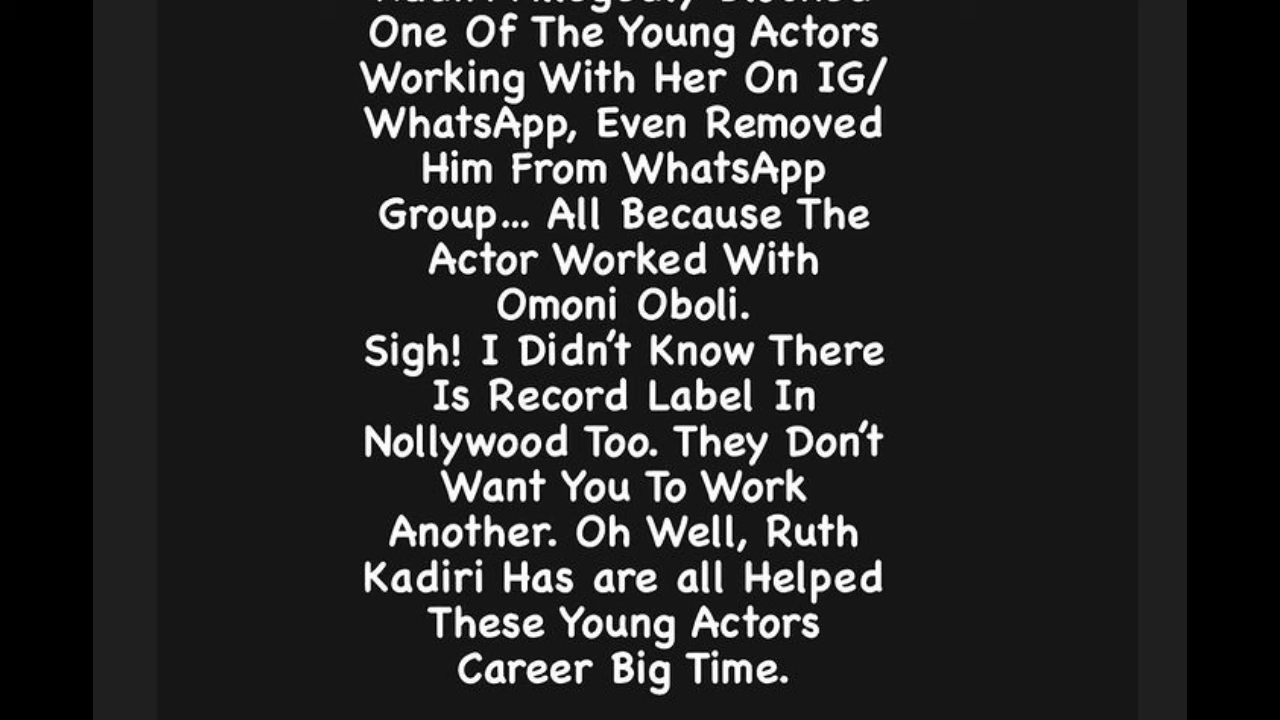 One Of The Young Actors
Working With Her On IG/
WhatsApp, Even Removed
Him From WhatsApp
Group... All Because The
Actor Worked With
Omoni Oboli.
Sigh! I Didn't Know There
Is Record Label In
Nollywood Too. They Don't
Want You To Work
Another. Oh Well, Ruth
Kadiri Has are all Helped
These Young Actors
Career Big Time.